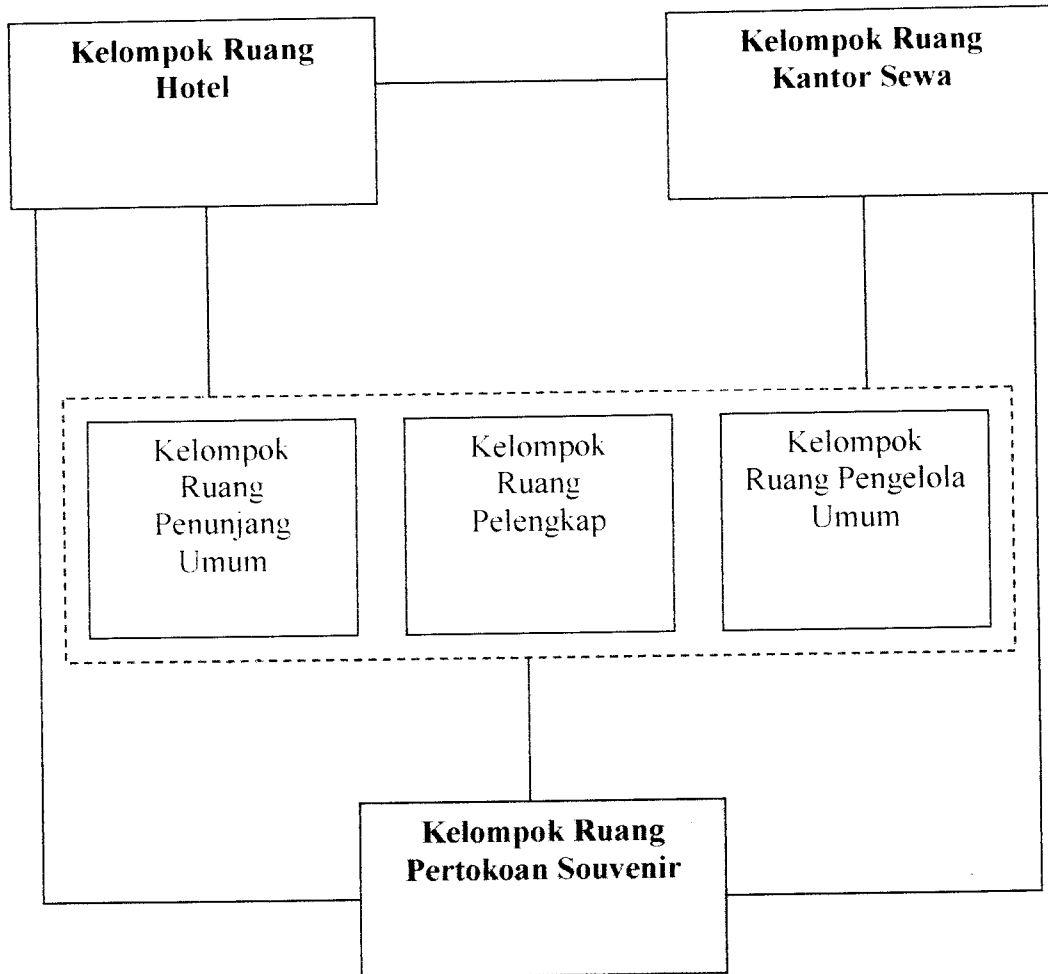 Kelompok Ruang
Hotel
Kelompok Ruang
Kantor Sewa
Kelompok
Ruang
Penunjang
Umum
Kelompok
Ruang
Pelengkap
Kelompok
Ruang Pengelola
Umum
Kelompok Ruang
Pertokoan Souvenir